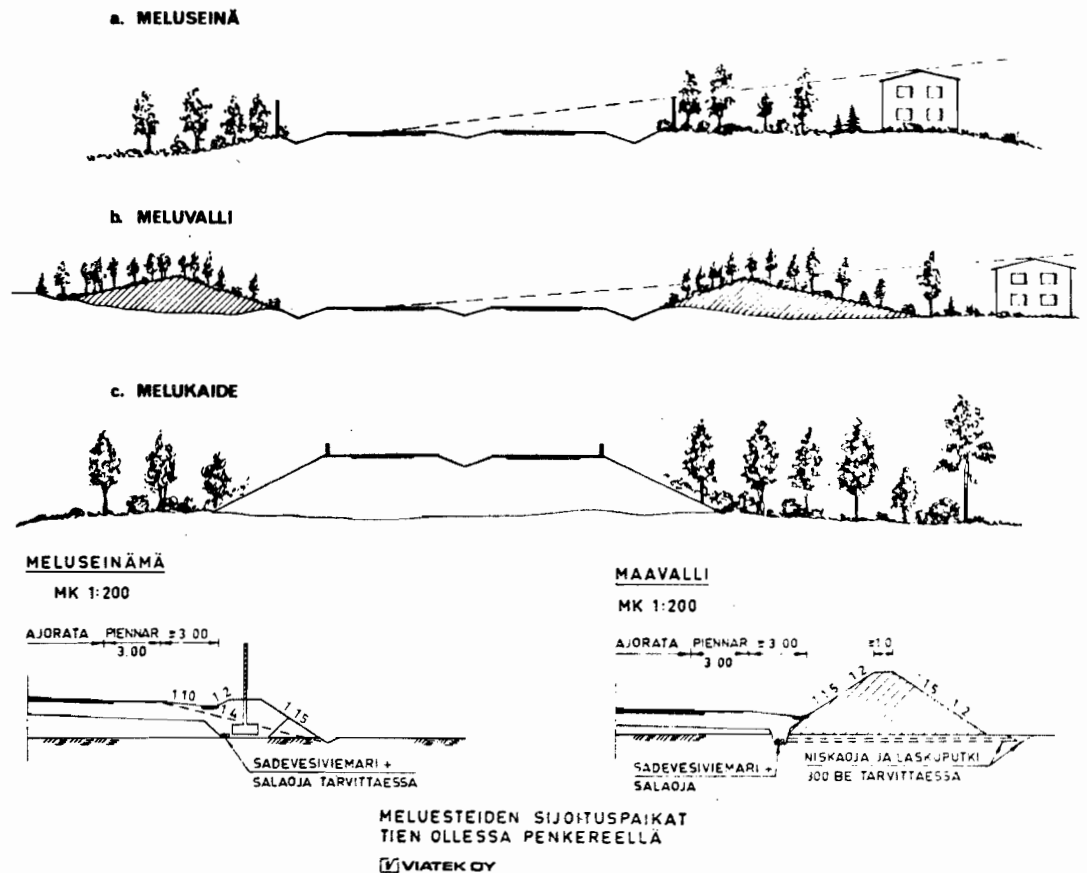 a. MELUSEINÄ
b. MELUVALLI
c. MELUKAIDE
MELUSEINÄMÄ
MK 1:200
AJORATA PIENNAR ≥3.00
3.00
1:10
1:2
1:4
1:1.5
SADEVESIVIEMÄRI +
SALAOJA TARVITTAESSA
MAAVALLI
MK 1:200
AJORATA PIENNAR ≥3.00
3.00
≥1.0
1:1.5 1:2
1:1.5 1:2
SADEVESIVIEMARI +
SALAOJA
NISKAOJA JA LASKUPUTKI
300 BE TARVITTAESSA
MELUESTEIDEN SIJOITUSPAIKAT
TIEN OLLESSA PENKEREELLÄ
VIATEK OY